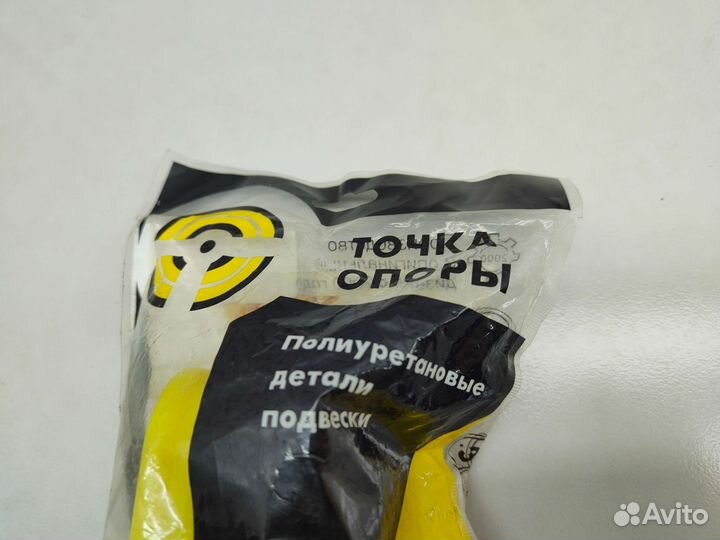 ТОЧКА
ОПОРЫ
Полиуретановые
детали
подвески
Avito